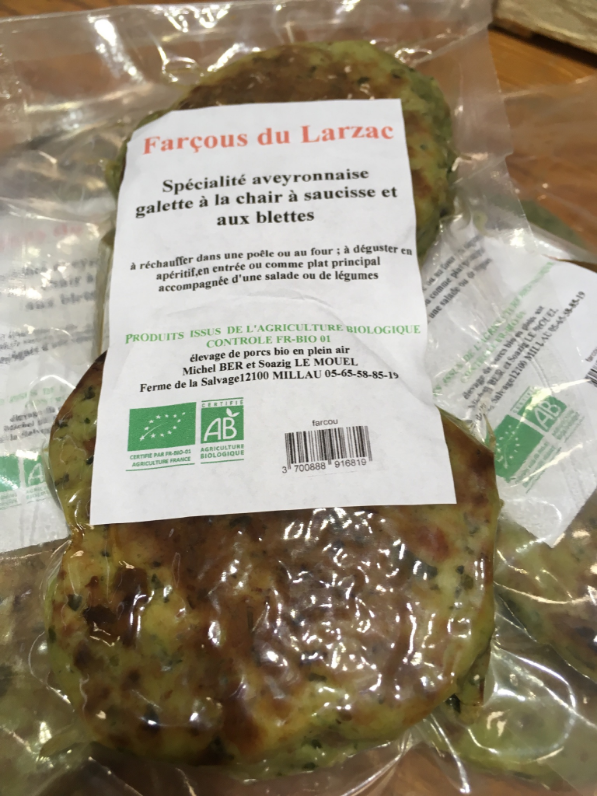 Farçous du Larzac
Spécialité aveyronnaise
galette à la chair à saucisse et
aux blettes
à réchauffer dans une poêle ou au four ; à déguster en
apéritif,en entrée ou comme plat principal
accompagnée d'une salade ou de légumes
PRODUITS ISSUS DE L'AGRICULTURE BIOLOGIQUE
CONTROLE FR-BIO 01
élevage de porcs bio en plein air
Michel BER et Soazig LE MOUEL
Ferme de la Salvage12100 MILLAU 05-65-58-85-19
CERTIFIÉ PAR FR-BIO-01
AGRICULTURE FRANCE
CERTIFIÉ
AB
AGRICULTURE
BIOLOGIQUE
farcou
3 700888 916819